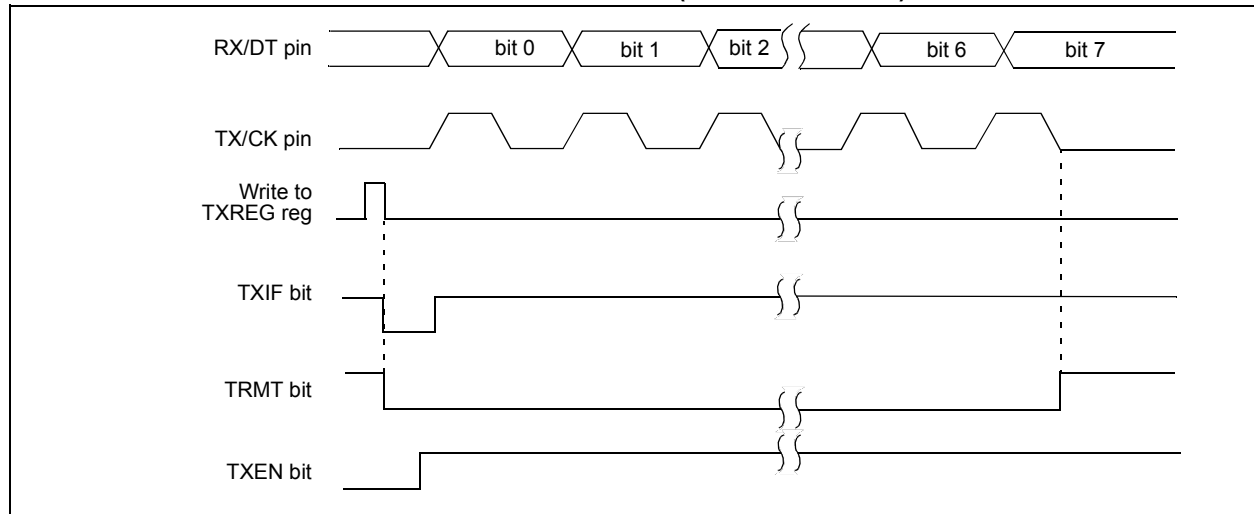 RX/DT pin
bit 0
bit 1
bit 2
bit 6
bit 7
TX/CK pin
Write to
TXREG reg
TXIF bit
TRMT bit
TXEN bit